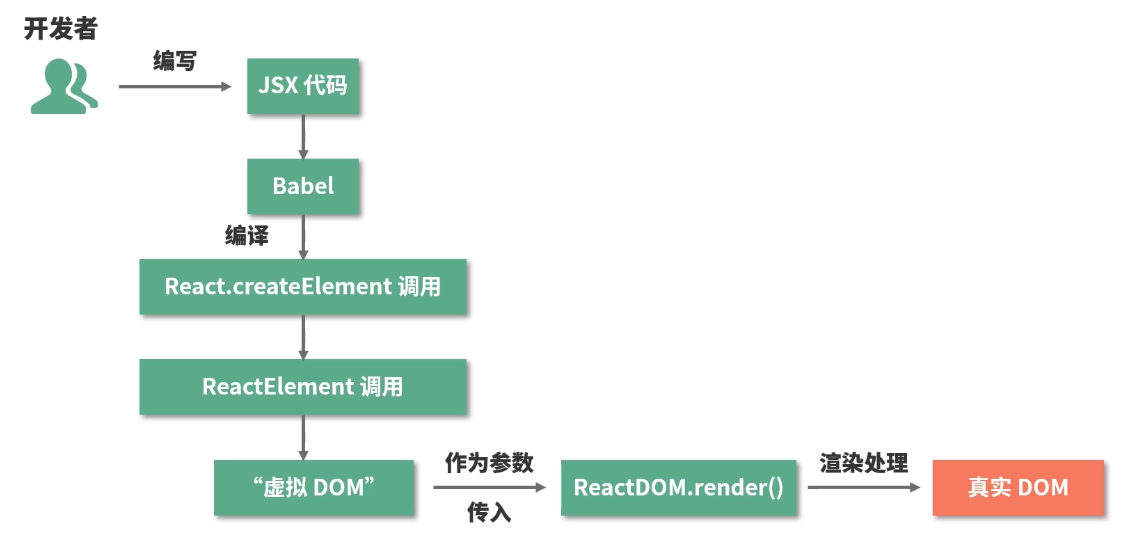 开发者
编写
JSX 代码
Babel
编译
React.createElement 调用
ReactElement 调用
“虚拟 DOM”
作为参数
传入
ReactDOM.render()
渲染处理
真实 DOM